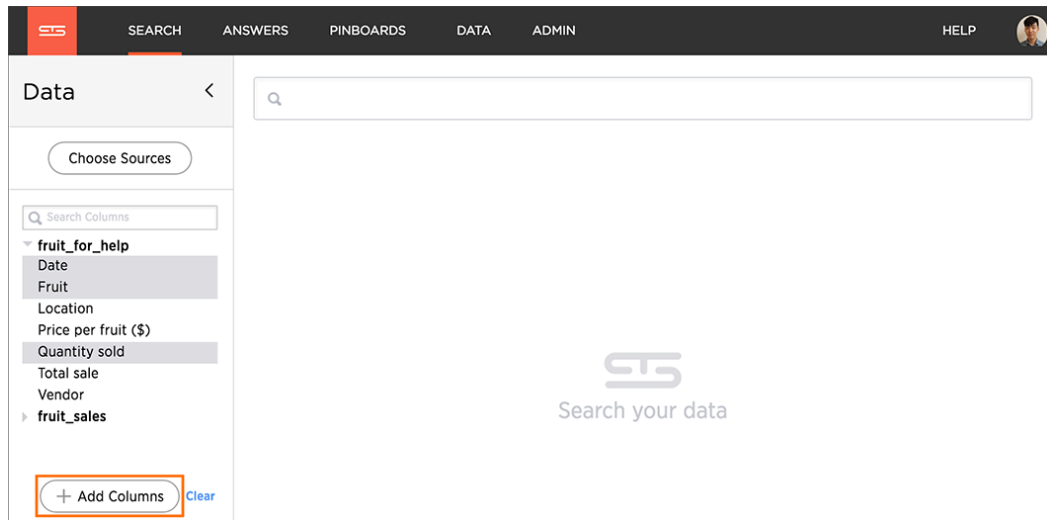 SEARCH ANSWERS PINBOARDS DATA ADMIN HELP
Data
Choose Sources
Search Columns
fruit_for_help
Date
Fruit
Location
Price per fruit ($)
Quantity sold
Total sale
Vendor
fruit_sales
+ Add Columns Clear
Search your data